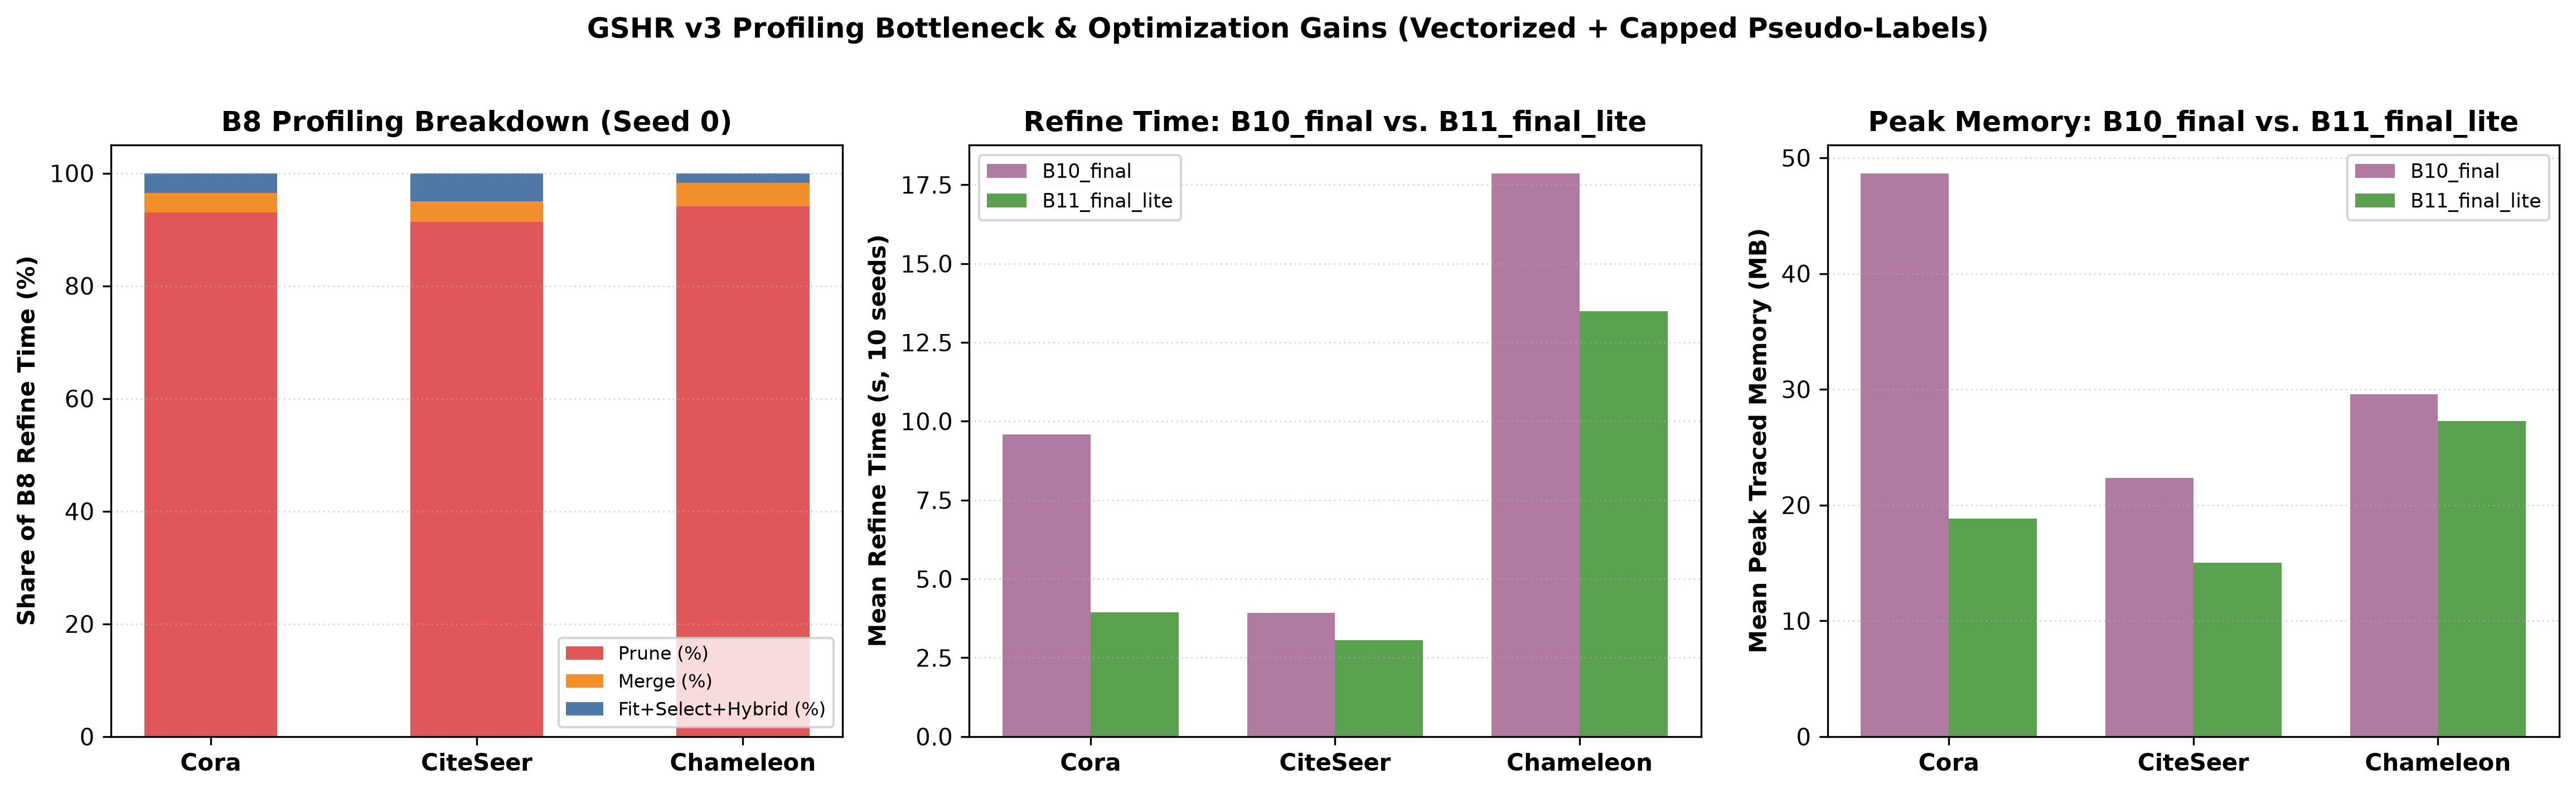 GSHR v3 Profiling Bottleneck & Optimization Gains (Vectorized + Capped Pseudo-Labels)
B8 Profiling Breakdown (Seed 0)
Share of B8 Refine Time (%)
100
80
60
40
20
0
Prune (%)
Merge (%)
Fit+Select+Hybrid (%)
Cora
CiteSeer
Chameleon
Refine Time: B10_final vs. B11_final_lite
Mean Refine Time (s, 10 seeds)
17.5
15.0
12.5
10.0
7.5
5.0
2.5
0.0
B10_final
B11_final_lite
Cora
CiteSeer
Chameleon
Peak Memory: B10_final vs. B11_final_lite
Mean Peak Traced Memory (MB)
50
40
30
20
10
0
B10_final
B11_final_lite
Cora
CiteSeer
Chameleon